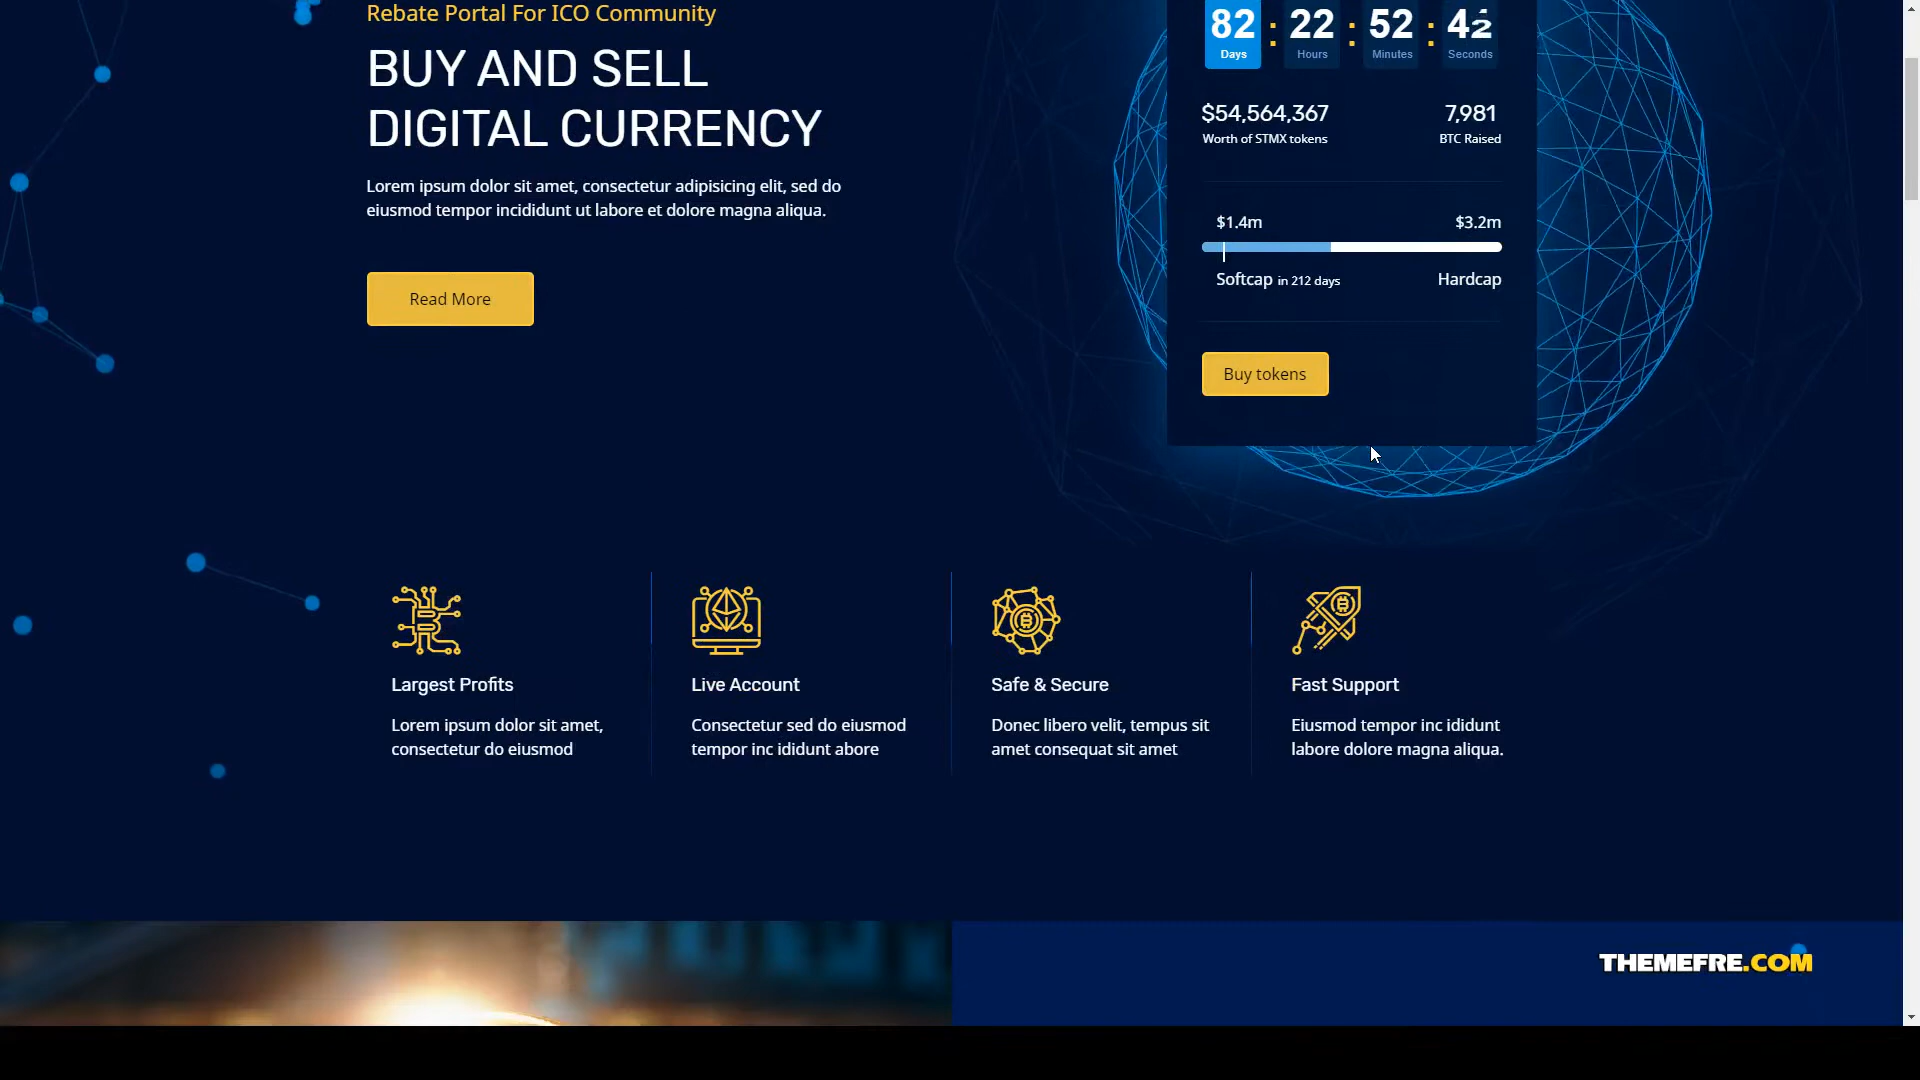 Rebate Portal For ICO Community
BUY AND SELL
DIGITAL CURRENCY
Lorem ipsum dolor sit amet, consectetur adipisicing elit, sed do
eiusmod tempor incididunt ut labore et dolore magna aliqua.
Read More
82 : 22 : 52 : 42
Days Hours Minutes Seconds
$54,564,367 7,981
Worth of STMX tokens BTC Raised
$1.4m $3.2m
Softcap in 212 days Hardcap
Buy tokens
Largest Profits
Lorem ipsum dolor sit amet,
consectetur do eiusmod
Live Account
Consectetur sed do eiusmod
tempor inc ididunt abore
Safe & Secure
Donec libero velit, tempus sit
amet consequat sit amet
Fast Support
Eiusmod tempor inc ididunt
labore dolore magna aliqua.
THEMEFRE.COM